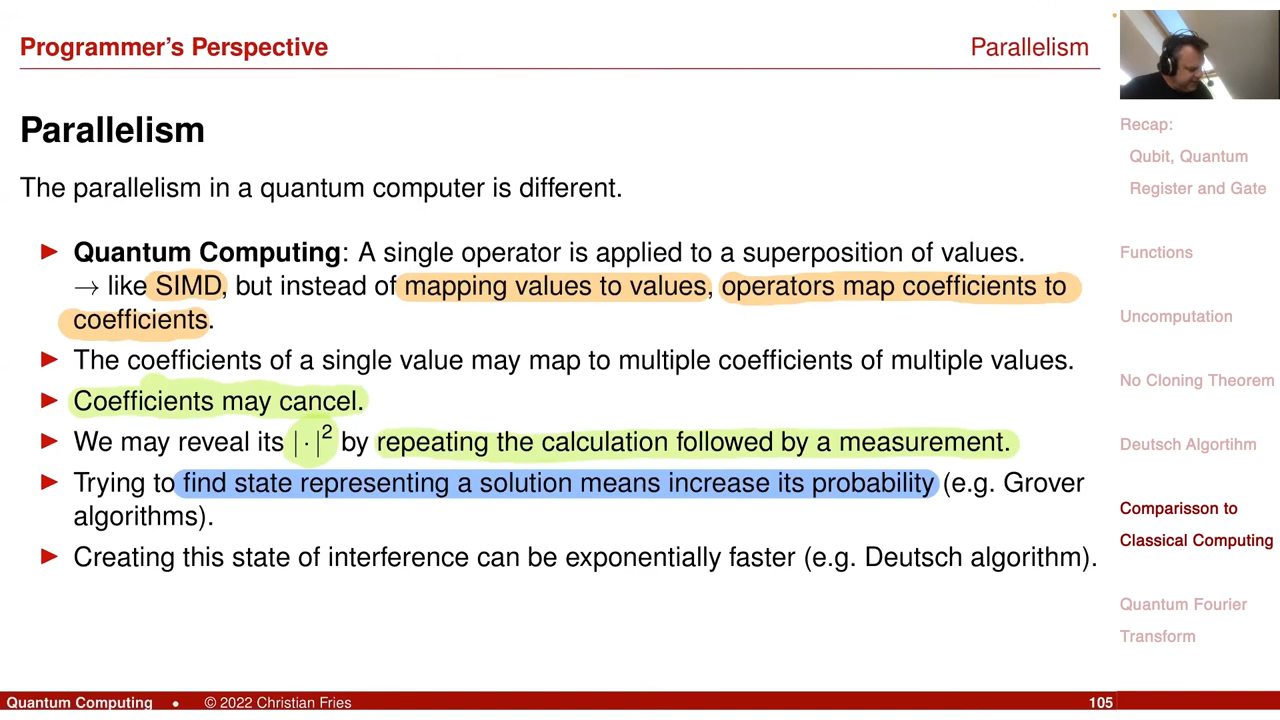 Programmer's Perspective
Parallelism
Parallelism
The parallelism in a quantum computer is different.
▶ Quantum Computing: A single operator is applied to a superposition of values.
→ like SIMD, but instead of mapping values to values, operators map coefficients to
coefficients.
▶ The coefficients of a single value may map to multiple coefficients of multiple values.
▶ Coefficients may cancel.
▶ We may reveal its |·|² by repeating the calculation followed by a measurement.
▶ Trying to find state representing a solution means increase its probability (e.g. Grover
algorithms).
▶ Creating this state of interference can be exponentially faster (e.g. Deutsch algorithm).
Recap:
Qubit, Quantum
Register and Gate
Functions
Uncomputation
No Cloning Theorem
Deutsch Algortihm
Comparisson to
Classical Computing
Quantum Fourier
Transform
Quantum Computing • © 2022 Christian Fries
105